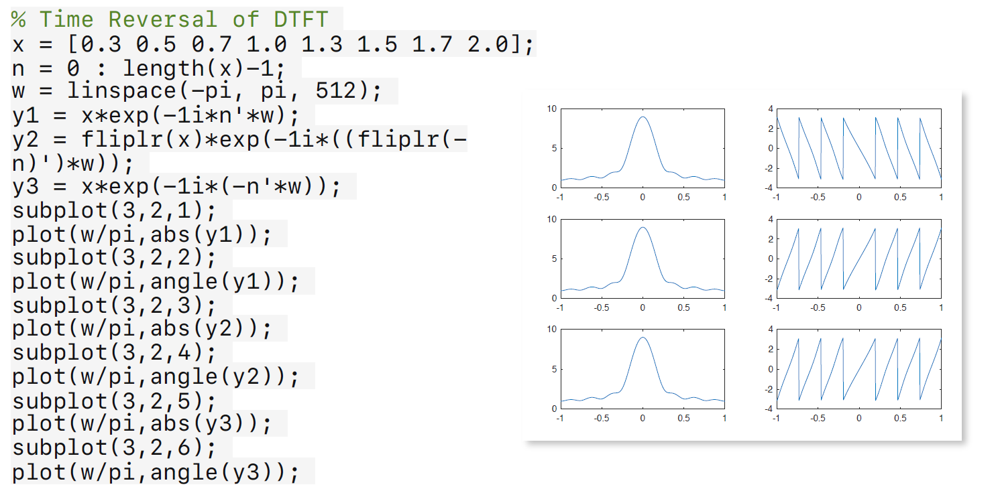 % Time Reversal of DTFT
x = [0.3 0.5 0.7 1.0 1.3 1.5 1.7 2.0];
n = 0 : length(x)-1;
w = linspace(-pi, pi, 512);
y1 = x*exp(-1i*n'*w);
y2 = fliplr(x)*exp(-1i*((fliplr(-
n)')*w));
y3 = x*exp(-1i*(-n'*w));
subplot(3,2,1);
plot(w/pi,abs(y1));
subplot(3,2,2);
plot(w/pi,angle(y1));
subplot(3,2,3);
plot(w/pi,abs(y2));
subplot(3,2,4);
plot(w/pi,angle(y2));
subplot(3,2,5);
plot(w/pi,abs(y3));
subplot(3,2,6);
plot(w/pi,angle(y3));
10
5
0
-1 -0.5 0 0.5 1
4
2
0
-2
-4
-1 -0.5 0 0.5 1
10
5
0
-1 -0.5 0 0.5 1
4
2
0
-2
-4
-1 -0.5 0 0.5 1
10
5
0
-1 -0.5 0 0.5 1
4
2
0
-2
-4
-1 -0.5 0 0.5 1